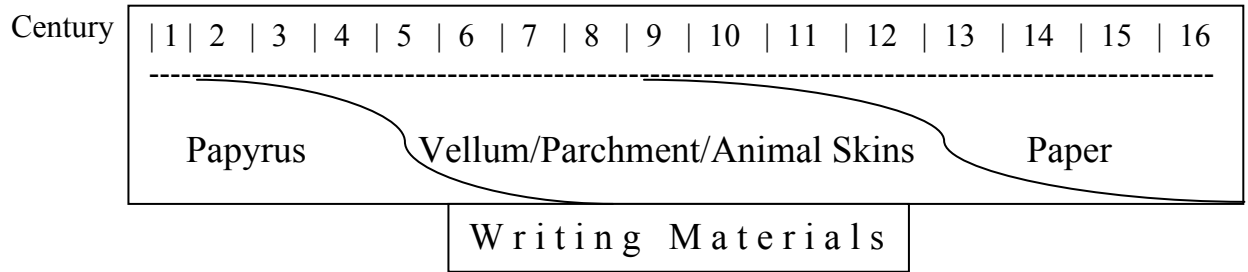 Century | 1 | 2 | 3 | 4 | 5 | 6 | 7 | 8 | 9 | 10 | 11 | 12 | 13 | 14 | 15 | 16
Papyrus Vellum/Parchment/Animal Skins Paper
Writing Materials